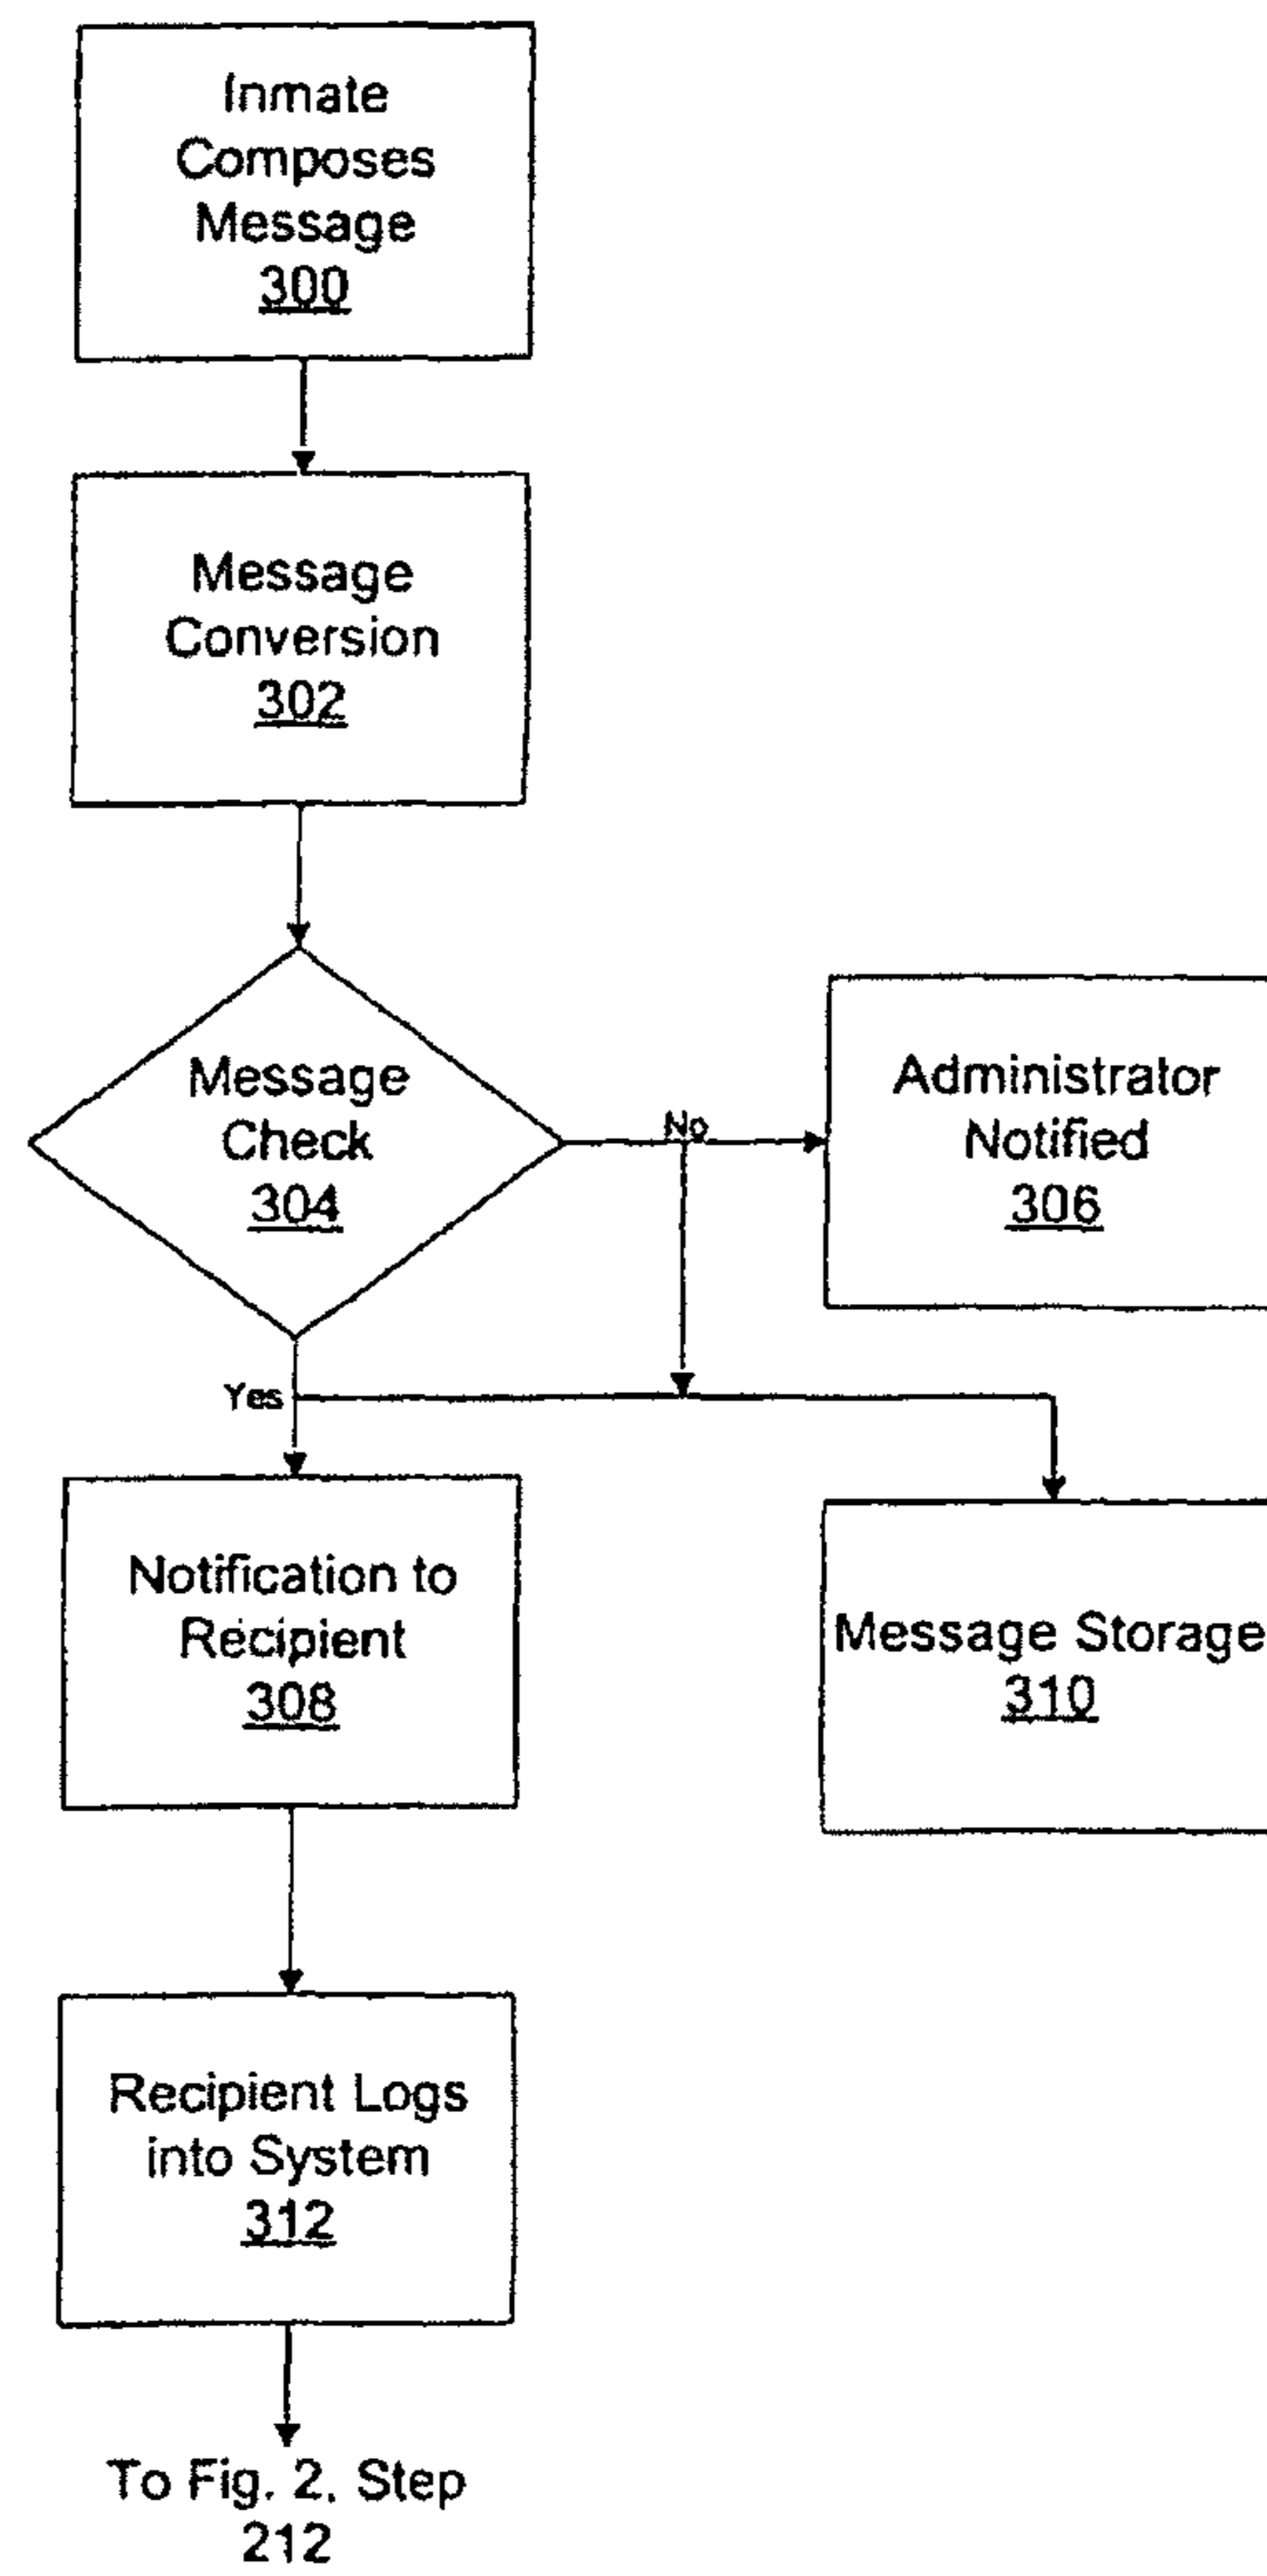 Inmate
Composes
Message
300
Message
Conversion
302
Message
Check
304
No
Administrator
Notified
306
Yes
Notification to
Recipient
308
Message Storage
310
Recipient Logs
into System
312
To Fig. 2, Step
212